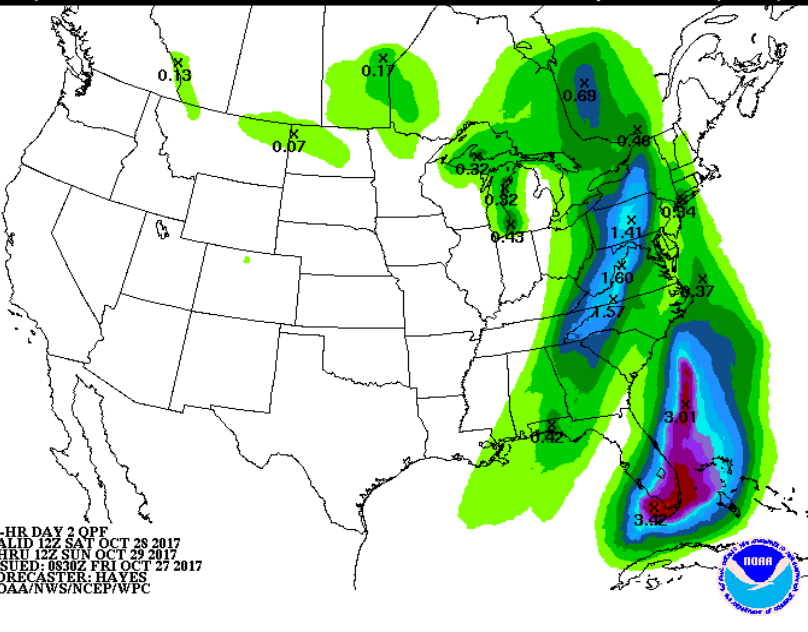 0.13
0.17
0.07
0.69
0.46
0.32
0.32
0.43
0.54
1.41
1.60
0.37
1.57
3.01
0.42
3.42
-HR DAY 2 QPF
ALID 12Z SAT OCT 28 2017
HRU 12Z SUN OCT 29 2017
SSUED: 0830Z FRI OCT 27 2017
ORECASTER: HAYES
OAA/NWS/NCEP/WPC
NOAA